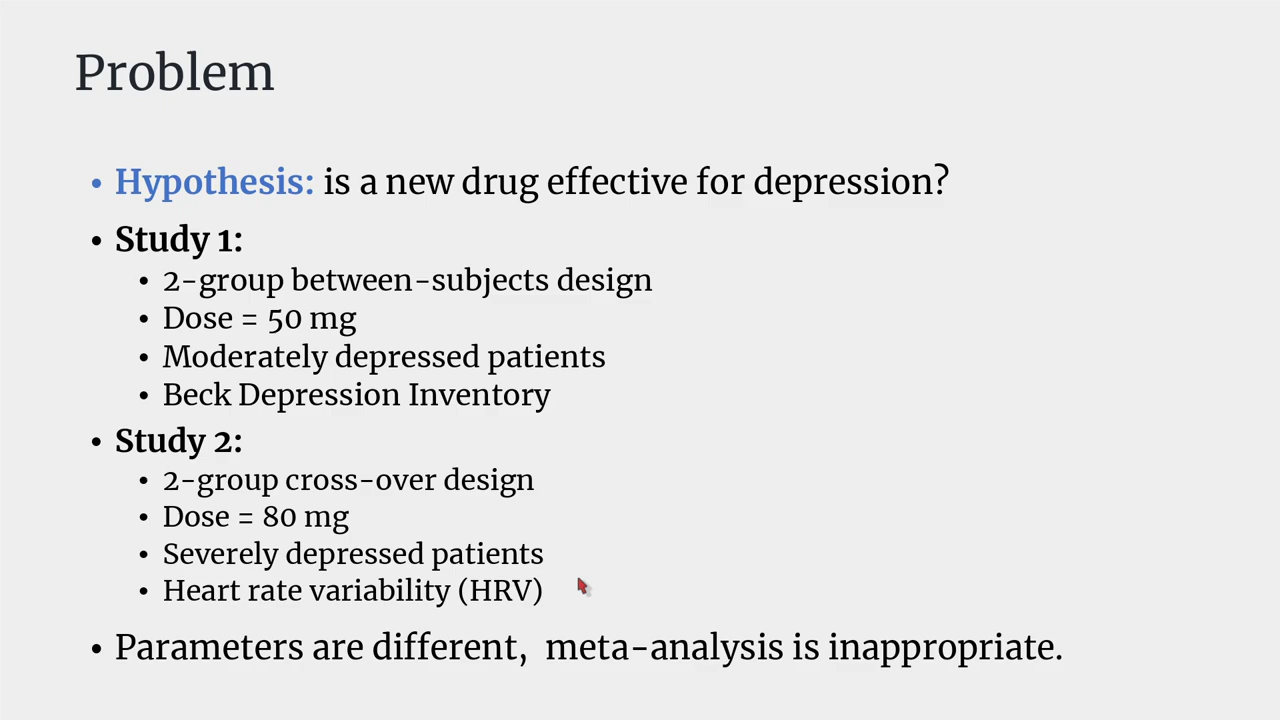 Problem
• Hypothesis: is a new drug effective for depression?
• Study 1:
• 2-group between-subjects design
• Dose = 50 mg
• Moderately depressed patients
• Beck Depression Inventory
• Study 2:
• 2-group cross-over design
• Dose = 80 mg
• Severely depressed patients
• Heart rate variability (HRV)
• Parameters are different,  meta-analysis is inappropriate.